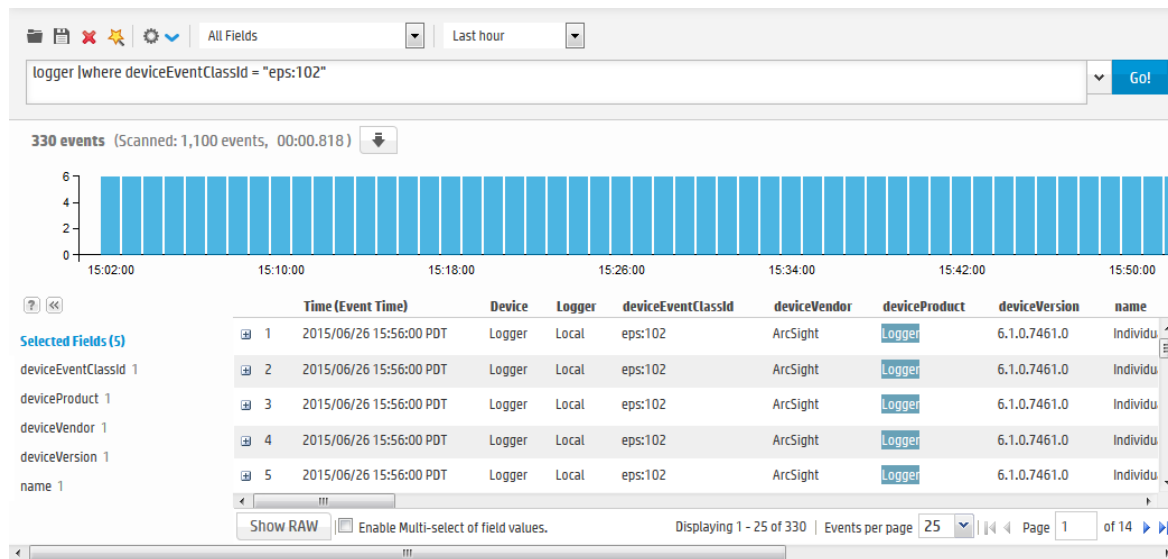 All Fields Last hour
logger |where deviceEventClassId = "eps:102"
Go!
330 events (Scanned: 1,100 events, 00:00.818)
6
4
2
0
15:02:00 15:10:00 15:18:00 15:26:00 15:34:00 15:42:00 15:50:00
? «
Time (Event Time) Device Logger deviceEventClassId deviceVendor deviceProduct deviceVersion name
1 2015/06/26 15:56:00 PDT Logger Local eps:102 ArcSight Logger 6.1.0.7461.0 Individu
Selected Fields (5)
deviceEventClassId 1
2 2015/06/26 15:56:00 PDT Logger Local eps:102 ArcSight Logger 6.1.0.7461.0 Individu
deviceProduct 1
3 2015/06/26 15:56:00 PDT Logger Local eps:102 ArcSight Logger 6.1.0.7461.0 Individu
deviceVendor 1
4 2015/06/26 15:56:00 PDT Logger Local eps:102 ArcSight Logger 6.1.0.7461.0 Individu
deviceVersion 1
5 2015/06/26 15:56:00 PDT Logger Local eps:102 ArcSight Logger 6.1.0.7461.0 Individu
name 1
Show RAW | Enable Multi-select of field values. Displaying 1 - 25 of 330 | Events per page 25 | Page 1 of 14